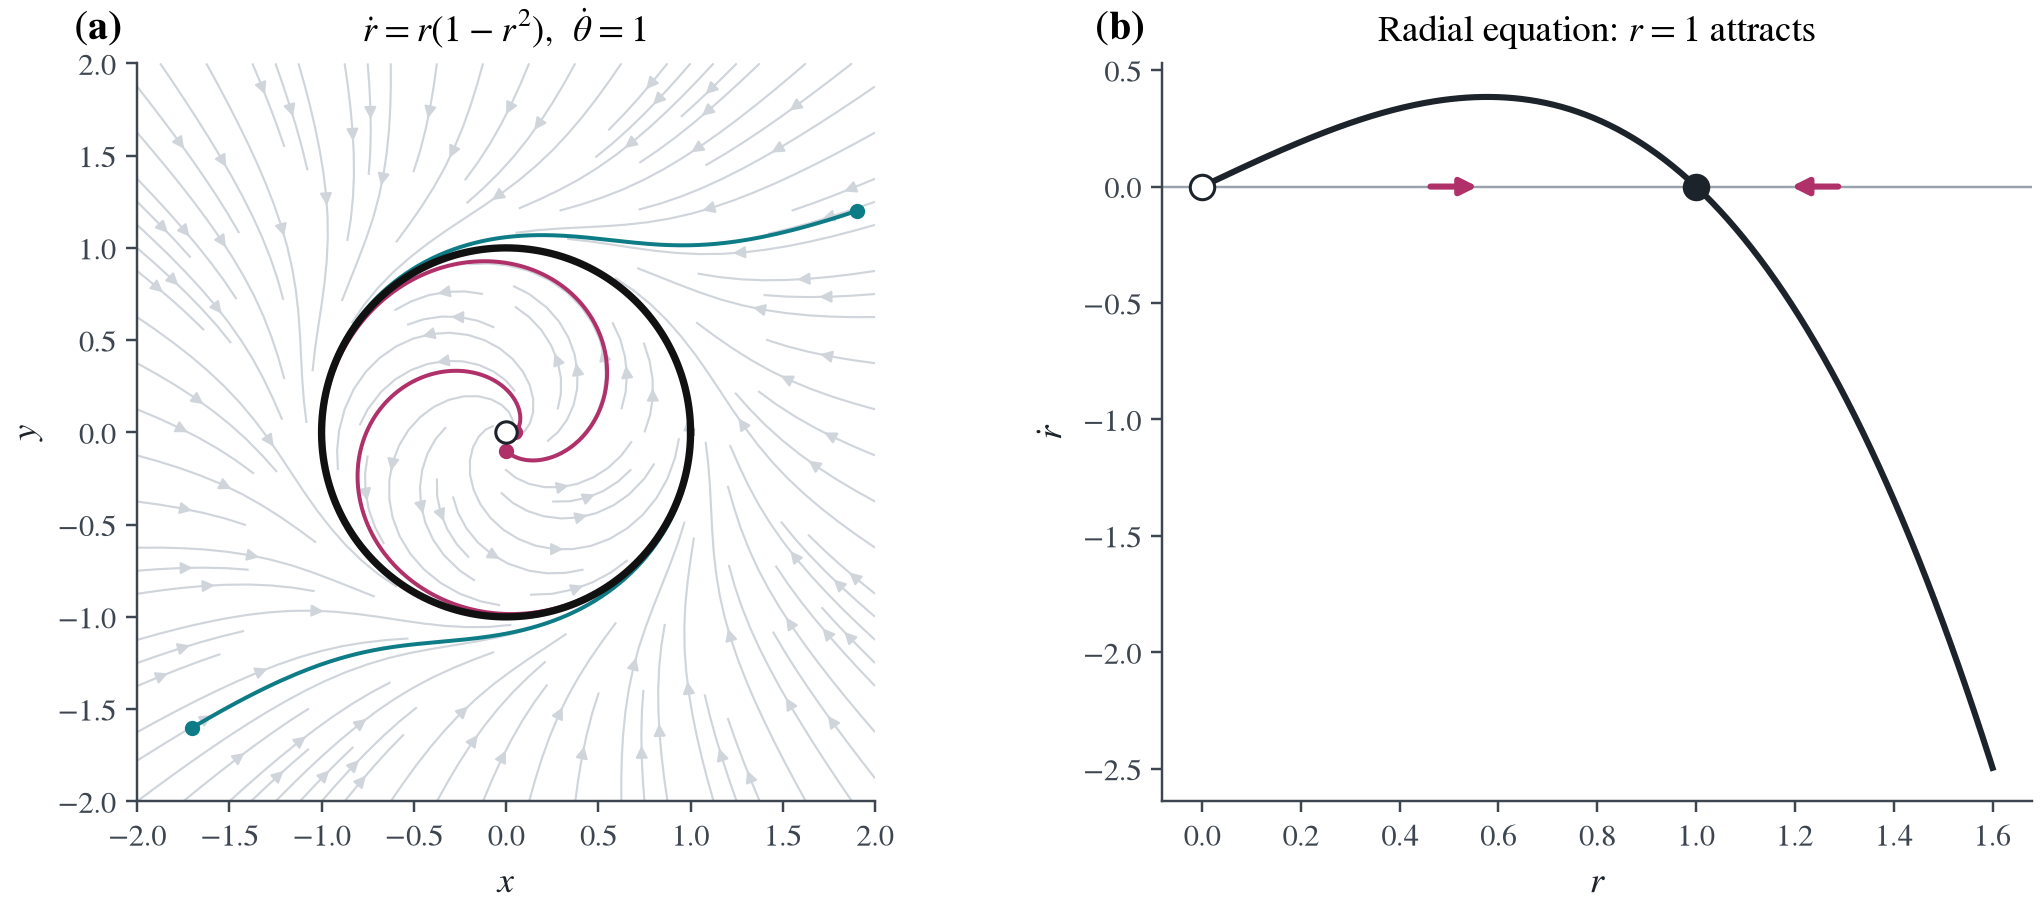 (a)
ṙ = r(1 − r²), θ̇ = 1
2.0
1.5
1.0
0.5
0.0
−0.5
−1.0
−1.5
−2.0
y
−2.0 −1.5 −1.0 −0.5 0.0 0.5 1.0 1.5 2.0
x
(b)
Radial equation: r = 1 attracts
0.5
0.0
−0.5
−1.0
−1.5
−2.0
−2.5
ṙ
0.0 0.2 0.4 0.6 0.8 1.0 1.2 1.4 1.6
r